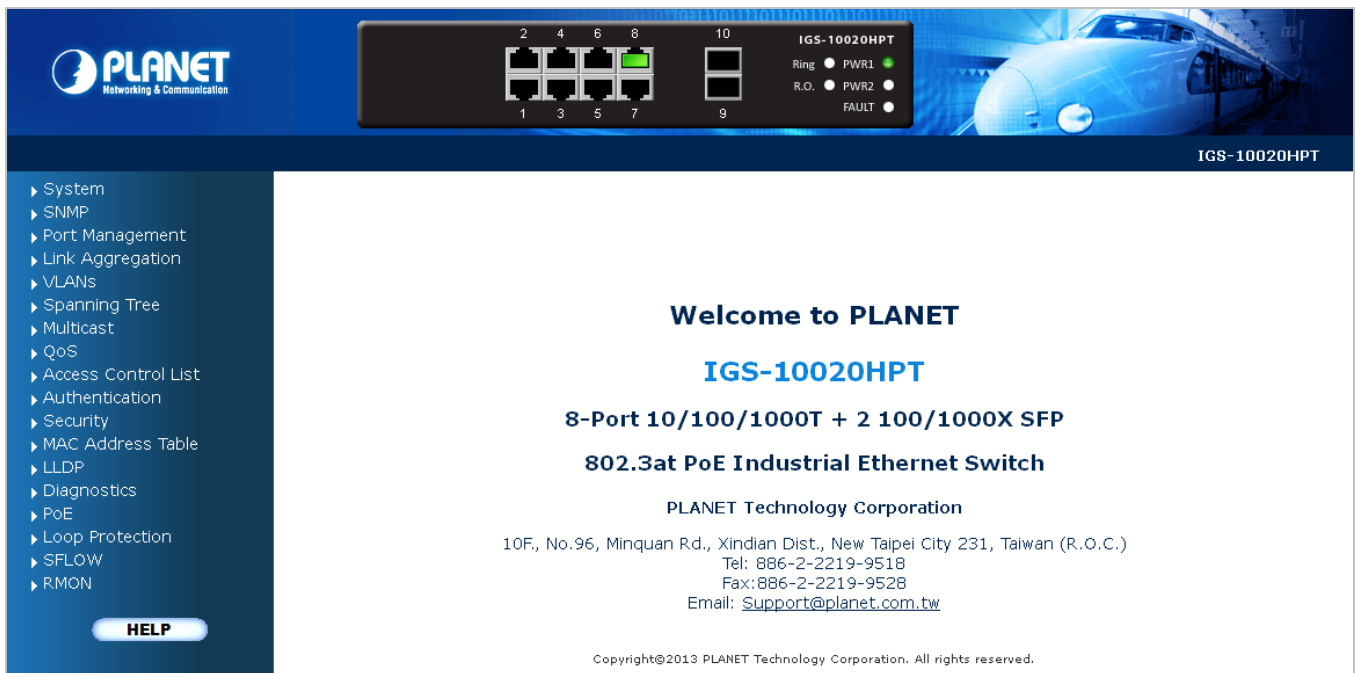 PLANET
Networking & Communication
2 4 6 8 10
1 3 5 7 9
IGS-10020HPT
Ring PWR1
R.O. PWR2
FAULT
IGS-10020HPT
System
SNMP
Port Management
Link Aggregation
VLANs
Spanning Tree
Multicast
QoS
Access Control List
Authentication
Security
MAC Address Table
LLDP
Diagnostics
PoE
Loop Protection
SFLOW
RMON
HELP
Welcome to PLANET
IGS-10020HPT
8-Port 10/100/1000T + 2 100/1000X SFP
802.3at PoE Industrial Ethernet Switch
PLANET Technology Corporation
10F., No.96, Minquan Rd., Xindian Dist., New Taipei City 231, Taiwan (R.O.C.)
Tel: 886-2-2219-9518
Fax:886-2-2219-9528
Email: Support@planet.com.tw
Copyright©2013 PLANET Technology Corporation. All rights reserved.